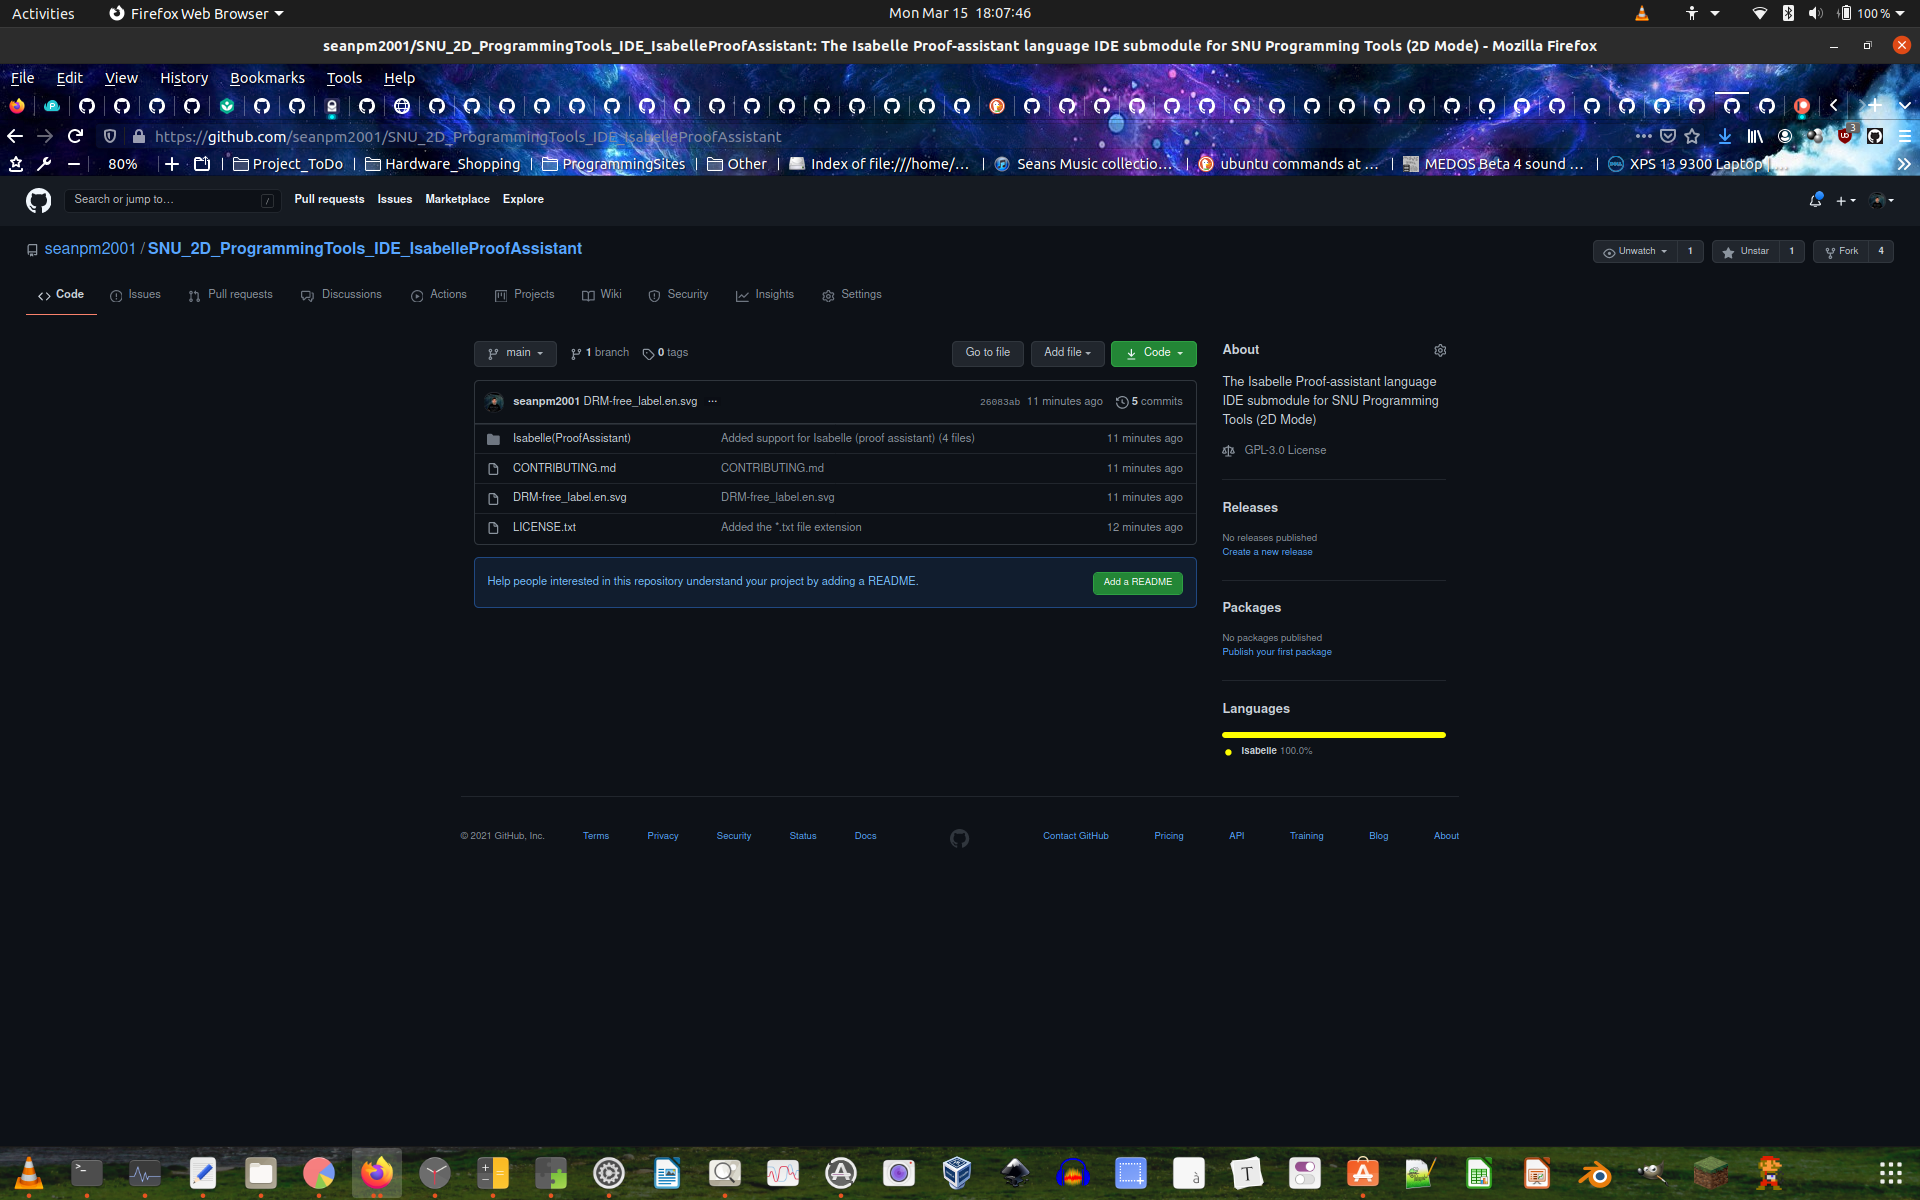 Activities Firefox Web Browser Mon Mar 15 18:07:46 100 %
seanpm2001/SNU_2D_ProgrammingTools_IDE_IsabelleProofAssistant: The Isabelle Proof-assistant language IDE submodule for SNU Programming Tools (2D Mode) - Mozilla Firefox
File Edit View History Bookmarks Tools Help
https://github.com/seanpm2001/SNU_2D_ProgrammingTools_IDE_IsabelleProofAssistant 3
80% Project_ToDo Hardware_Shopping ProgrammingSites Other Index of file:///home/... Seans Music collectio... ubuntu commands at ... MEDOS Beta 4 sound ... XPS 13 9300 Laptop
Search or jump to... / Pull requests Issues Marketplace Explore
seanpm2001 / SNU_2D_ProgrammingTools_IDE_IsabelleProofAssistant Unwatch 1 Unstar 1 Fork 4
Code Issues Pull requests Discussions Actions Projects Wiki Security Insights Settings
main 1 branch 0 tags Go to file Add file Code
seanpm2001 DRM-free_label.en.svg ... 26083ab 11 minutes ago 5 commits
Isabelle(ProofAssistant) Added support for Isabelle (proof assistant) (4 files) 11 minutes ago
CONTRIBUTING.md CONTRIBUTING.md 11 minutes ago
DRM-free_label.en.svg DRM-free_label.en.svg 11 minutes ago
LICENSE.txt Added the *.txt file extension 12 minutes ago
Help people interested in this repository understand your project by adding a README. Add a README
About
The Isabelle Proof-assistant language
IDE submodule for SNU Programming
Tools (2D Mode)
GPL-3.0 License
Releases
No releases published
Create a new release
Packages
No packages published
Publish your first package
Languages
Isabelle 100.0%
© 2021 GitHub, Inc. Terms Privacy Security Status Docs Contact GitHub Pricing API Training Blog About